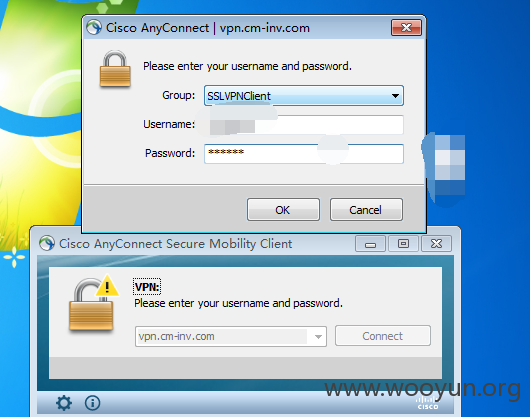 Cisco AnyConnect | vpn.cm-inv.com
Please enter your username and password.
Group: SSLVPNClient
Username:
Password: ******
OK Cancel
Cisco AnyConnect Secure Mobility Client
VPN:
Please enter your username and password.
vpn.cm-inv.com Connect
cisco
www.wooyun.org